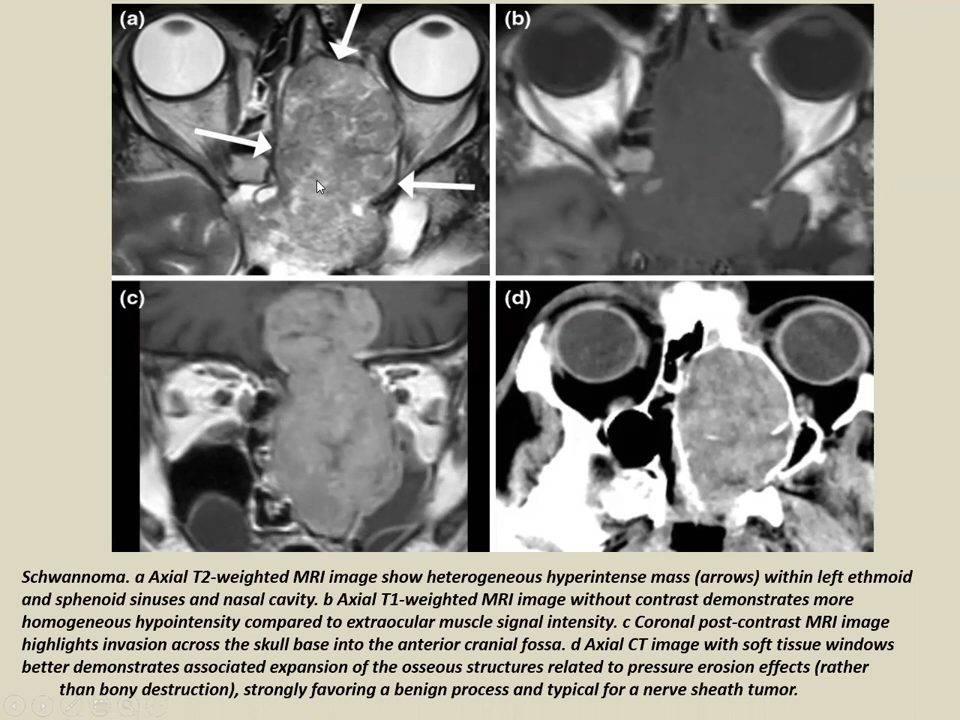 (a)
(b)
(c)
(d)
Schwannoma. a Axial T2-weighted MRI image show heterogeneous hyperintense mass (arrows) within left ethmoid
and sphenoid sinuses and nasal cavity. b Axial T1-weighted MRI image without contrast demonstrates more
homogeneous hypointensity compared to extraocular muscle signal intensity. c Coronal post-contrast MRI image
highlights invasion across the skull base into the anterior cranial fossa. d Axial CT image with soft tissue windows
better demonstrates associated expansion of the osseous structures related to pressure erosion effects (rather
than bony destruction), strongly favoring a benign process and typical for a nerve sheath tumor.